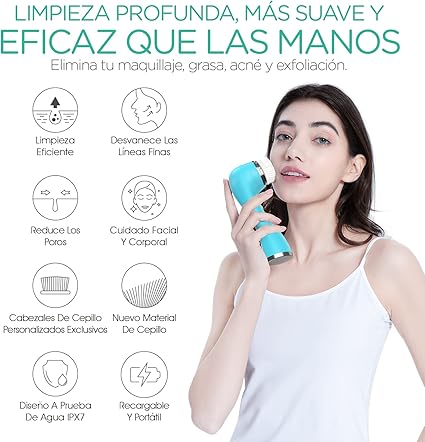 LIMPIEZA PROFUNDA, MÁS SUAVE Y
EFICAZ QUE LAS MANOS
Elimina tu maquillaje, grasa, acné y exfoliación.
Limpieza
Eficiente
Desvanece Las
Líneas Finas
Reduce Los
Poros
Cuidado Facial
Y Corporal
Cabezales De Cepillo
Personalizados Exclusivos
Nuevo Material
De Cepillo
Diseño A Prueba
De Agua IPX7
Recargable
Y Portátil